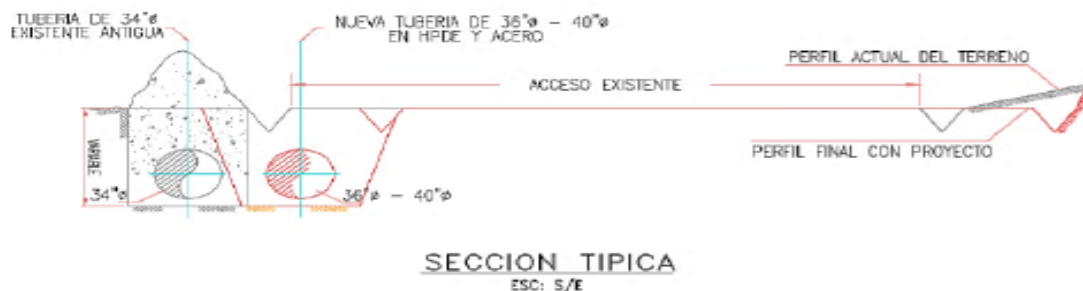 TUBERIA DE 34"ø
EXISTENTE ANTIGUA
NUEVA TUBERIA DE 36"ø - 40"ø
EN HPDE Y ACERO
PERFIL ACTUAL DEL TERRENO
ACCESO EXISTENTE
VARIABLE
PERFIL FINAL CON PROYECTO
34"ø
36"ø - 40"ø
SECCION TIPICA
ESC: S/E